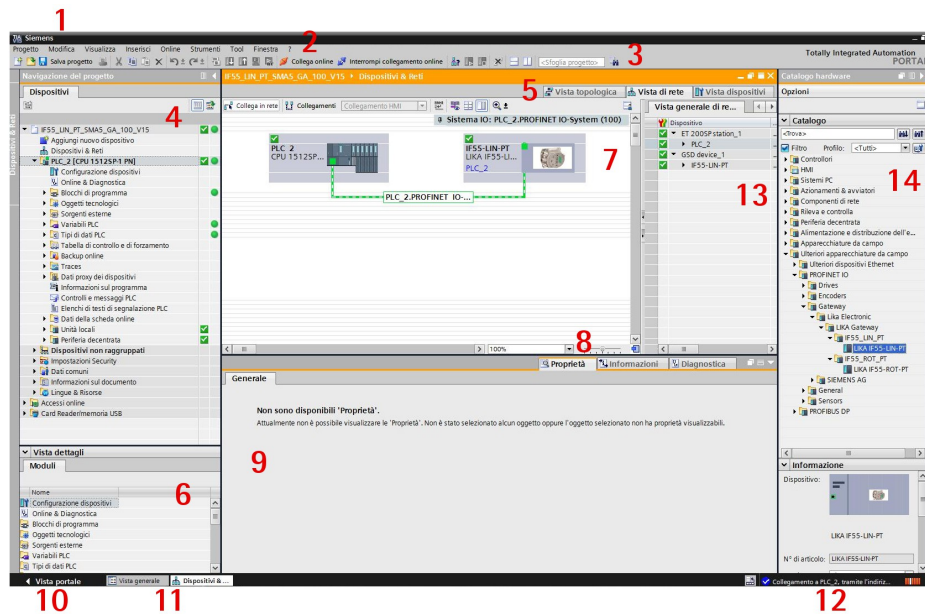 1
Siemens
Progetto Modifica Visualizza Inserisci Online Strumenti Tool Finestra ?
2
Totally Integrated Automation
PORTAL
Salva progetto
Collega online
Interrompi collegamento online
<Sfoglia progetto>
3
Navigazione del progetto
IF55_LIN_PT_SMA5_GA_100_V15 Dispositivi & Reti
Catalogo hardware
Dispositivi
5
Vista topologica
Vista di rete
Vista dispositivi
Opzioni
4
Collega in rete
Collegamenti
Collegamento HMI
Vista generale di re...
Sistema IO: PLC_2.PROFINET IO-System (100)
Dispositivi & Reti
IF55_LIN_PT_SMA5_GA_100_V15
Aggiungi nuovo dispositivo
Dispositivi & Reti
PLC_2 [CPU 1512SP-1 PN]
Configurazione dispositivi
Online & Diagnostica
Blocchi di programma
Oggetti tecnologici
Sorgenti esterne
Variabili PLC
Tipi di dati PLC
Tabella di controllo e di forzamento
Backup online
Traces
Dati proxy dei dispositivi
Informazioni sul programma
Controlli e messaggi PLC
Elenchi di testi di segnalazione PLC
Dati della scheda online
Unità locali
Periferia decentrata
Dispositivi non raggruppati
Impostazioni Security
Dati comuni
Informazioni sul documento
Lingue & Risorse
Accessi online
Card Reader/memoria USB
PLC 2
CPU 1512SP...
IF55-LIN-PT
LIKA IF55-LI...
PLC_2
7
PLC_2.PROFINET IO-...
8
100%
Dispositivo
ET 200SP station_1
PLC_2
GSD device_1
IF55-LIN-PT
13
Catalogo
<Trova>
Filtro Profilo: <Tutti>
14
Controllori
HMI
Sistemi PC
Azionamenti & avviatori
Componenti di rete
Rileva e controlla
Periferia decentrata
Alimentazione e distribuzione dell'e...
Apparecchiature da campo
Ulteriori apparecchiature da campo
Ulteriori dispositivi Ethernet
PROFINET IO
Drives
Encoders
Gateway
Lika Electronic
LIKA Gateway
IF55_LIN_PT
LIKA IF55-LIN-PT
IF55_ROT_PT
LIKA IF55-ROT-PT
SIEMENS AG
General
Sensors
PROFIBUS DP
Proprietà
Informazioni
Diagnostica
Generale
Non sono disponibili 'Proprietà'.
Attualmente non è possibile visualizzare le 'Proprietà'. Non è stato selezionato alcun oggetto oppure l'oggetto selezionato non ha proprietà visualizzabili.
9
Vista dettagli
Moduli
6
Nome
Configurazione dispositivi
Online & Diagnostica
Blocchi di programma
Oggetti tecnologici
Sorgenti esterne
Variabili PLC
Tipi di dati PLC
Informazione
Dispositivo:
LIKA IF55-LIN-PT
N° di articolo: LIKA IF55-LIN-PT
Vista portale
Vista generale
Dispositivi &...
Collegamento a PLC_2, tramite l'indiriz...
10
11
12